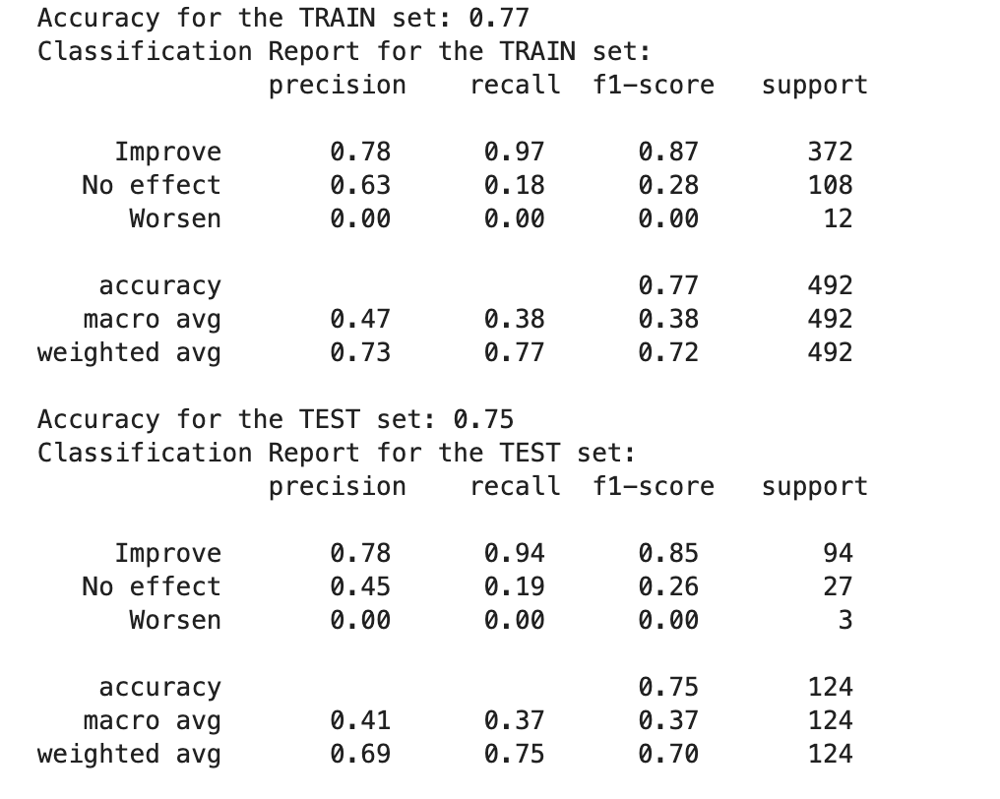 Accuracy for the TRAIN set: 0.77
Classification Report for the TRAIN set:
precision recall f1-score support
Improve 0.78 0.97 0.87 372
No effect 0.63 0.18 0.28 108
Worsen 0.00 0.00 0.00 12
accuracy 0.77 492
macro avg 0.47 0.38 0.38 492
weighted avg 0.73 0.77 0.72 492
Accuracy for the TEST set: 0.75
Classification Report for the TEST set:
precision recall f1-score support
Improve 0.78 0.94 0.85 94
No effect 0.45 0.19 0.26 27
Worsen 0.00 0.00 0.00 3
accuracy 0.75 124
macro avg 0.41 0.37 0.37 124
weighted avg 0.69 0.75 0.70 124